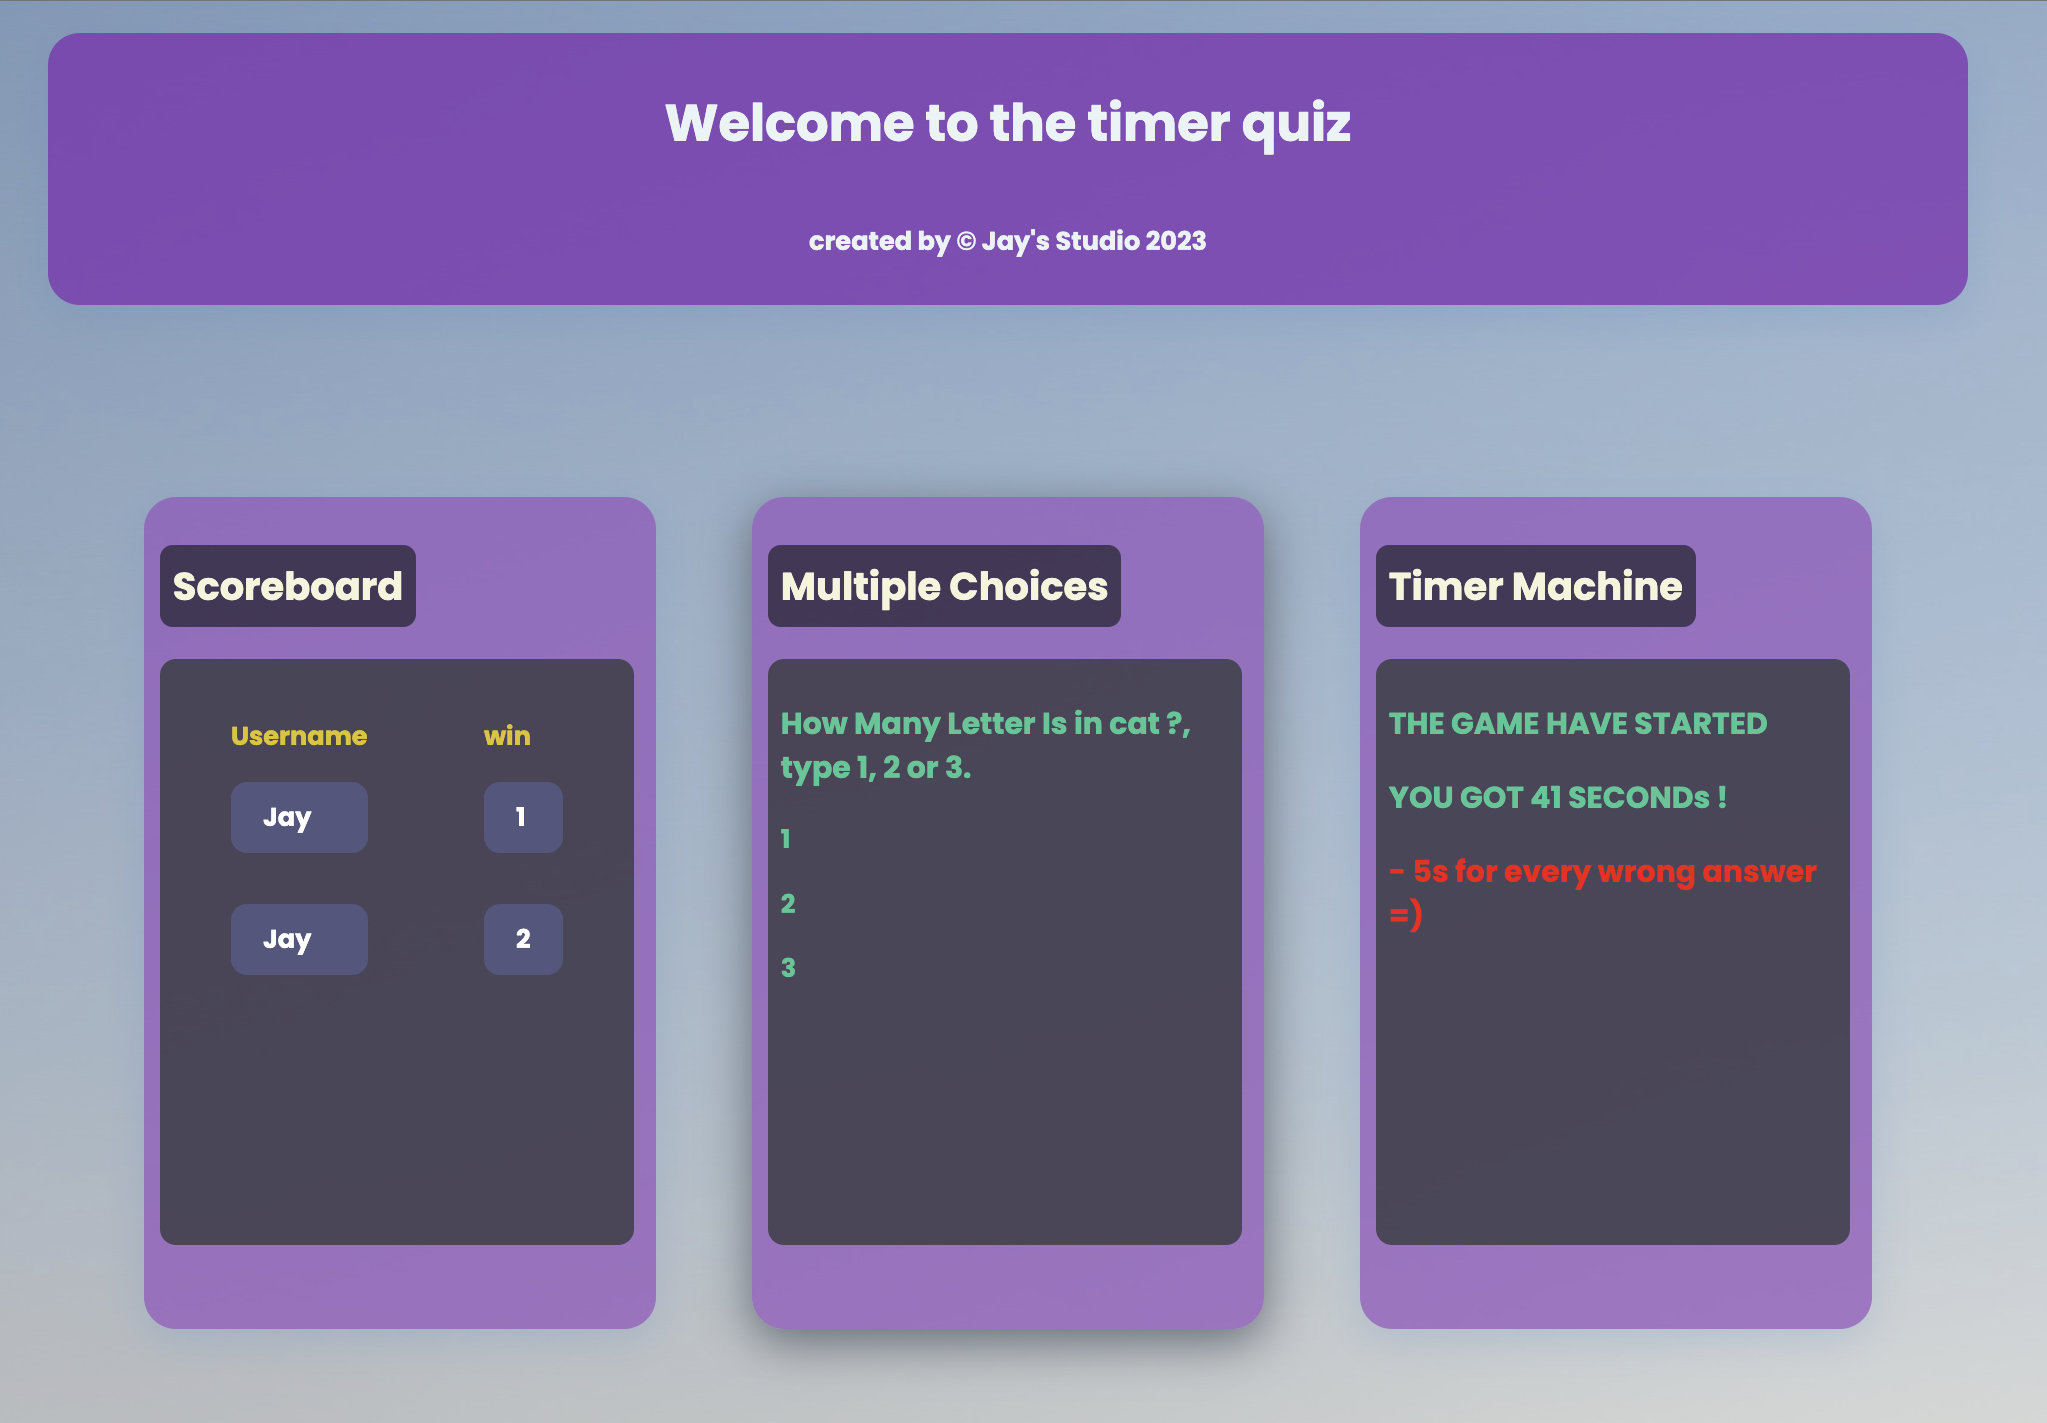 Welcome to the timer quiz
created by © Jay's Studio 2023
Scoreboard
Username win
Jay 1
Jay 2
Multiple Choices
How Many Letter Is in cat ?,
type 1, 2 or 3.
1
2
3
Timer Machine
THE GAME HAVE STARTED
YOU GOT 41 SECONDs !
- 5s for every wrong answer
=)